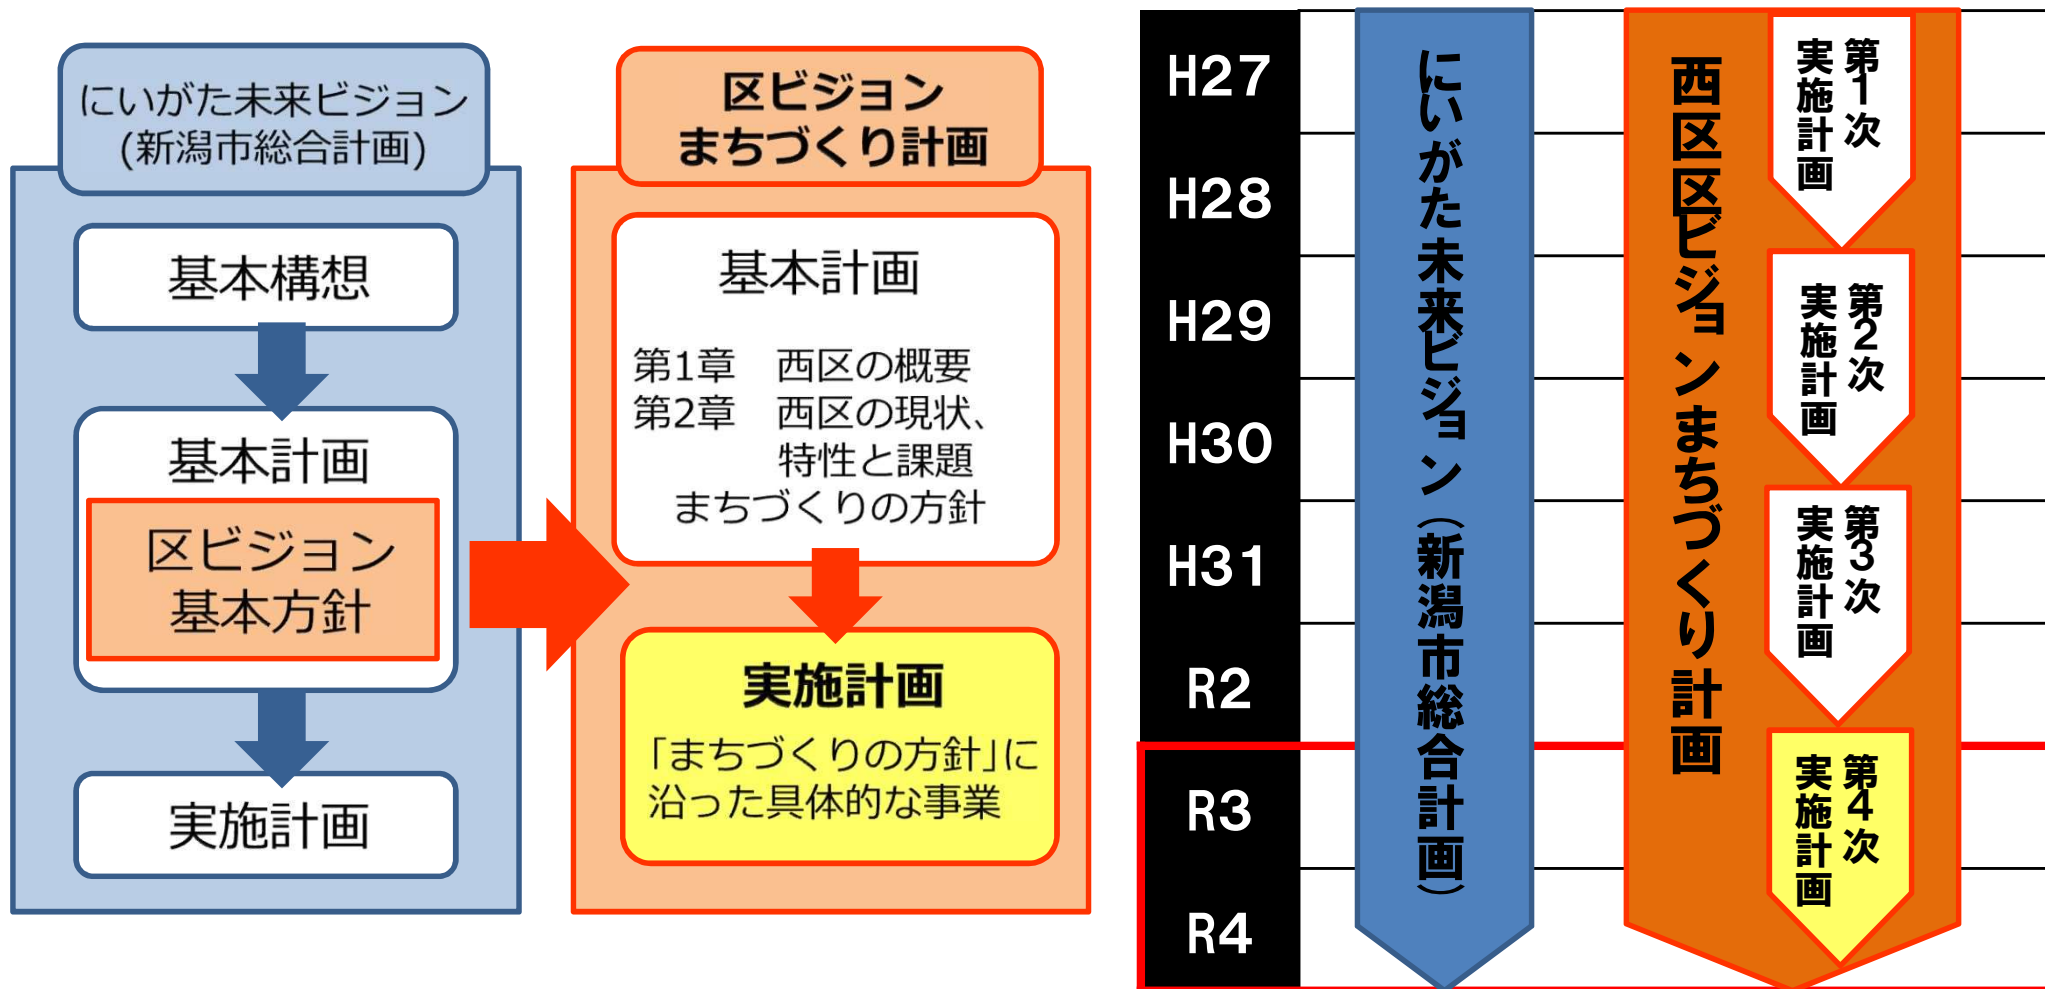 にいがた未来ビジョン
(新潟市総合計画)
基本構想
基本計画
区ビジョン
基本方針
実施計画
区ビジョン
まちづくり計画
基本計画
第1章　西区の概要
第2章　西区の現状、
特性と課題
まちづくりの方針
実施計画
「まちづくりの方針」に
沿った具体的な事業
H27
H28
H29
H30
H31
R2
R3
R4
にいがた未来ビジョン（新潟市総合計画）
西区区ビジョンまちづくり計画
第1次
実施計画
第2次
実施計画
第3次
実施計画
第4次
実施計画